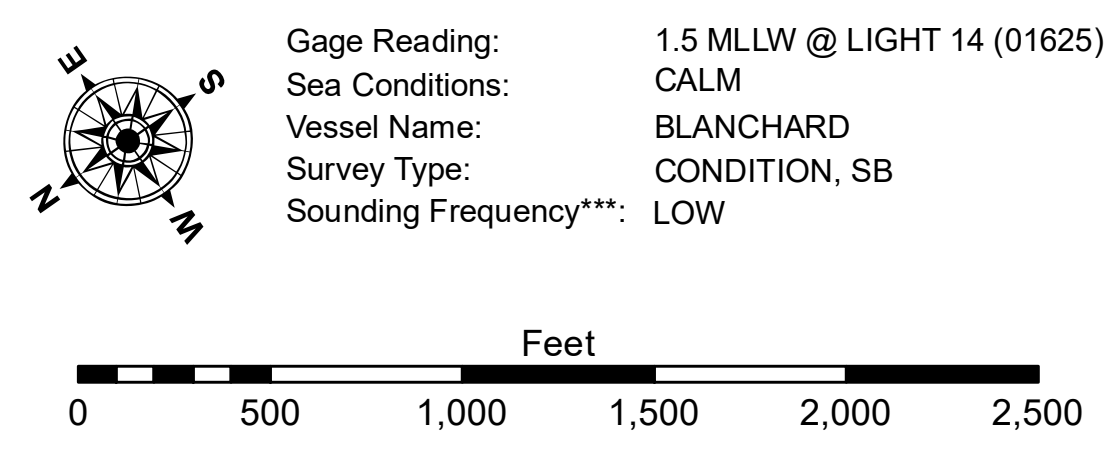 E
S
N
W
Gage Reading: 1.5 MLLW @ LIGHT 14 (01625)
Sea Conditions: CALM
Vessel Name: BLANCHARD
Survey Type: CONDITION, SB
Sounding Frequency***: LOW
Feet
0 500 1,000 1,500 2,000 2,500